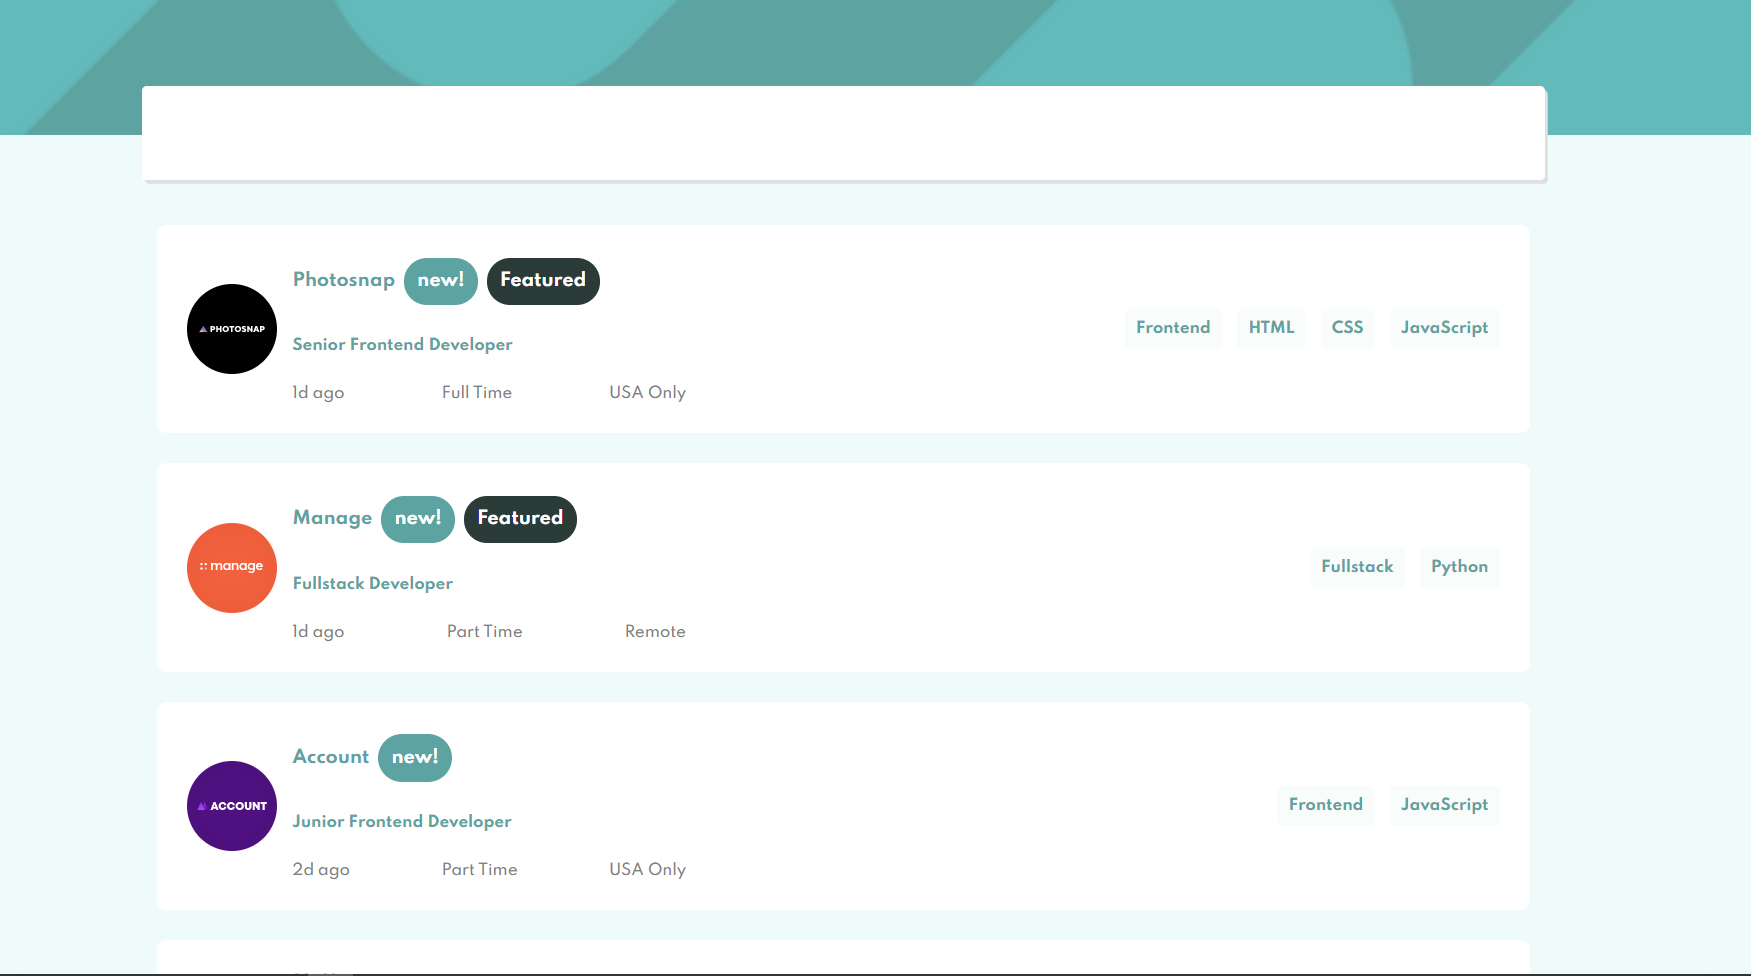 Photosnap new! Featured
PHOTOSNAP
Senior Frontend Developer
1d ago Full Time USA Only
Frontend HTML CSS JavaScript
Manage new! Featured
manage
Fullstack Developer
1d ago Part Time Remote
Fullstack Python
Account new!
ACCOUNT
Junior Frontend Developer
2d ago Part Time USA Only
Frontend JavaScript